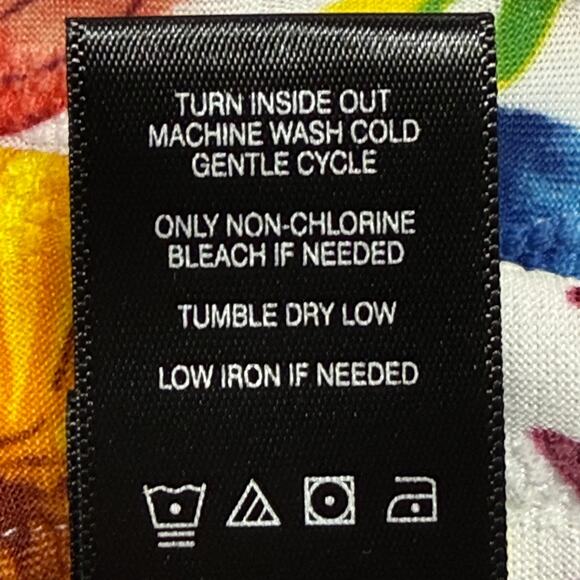 TURN INSIDE OUT
MACHINE WASH COLD
GENTLE CYCLE
ONLY NON-CHLORINE
BLEACH IF NEEDED
TUMBLE DRY LOW
LOW IRON IF NEEDED